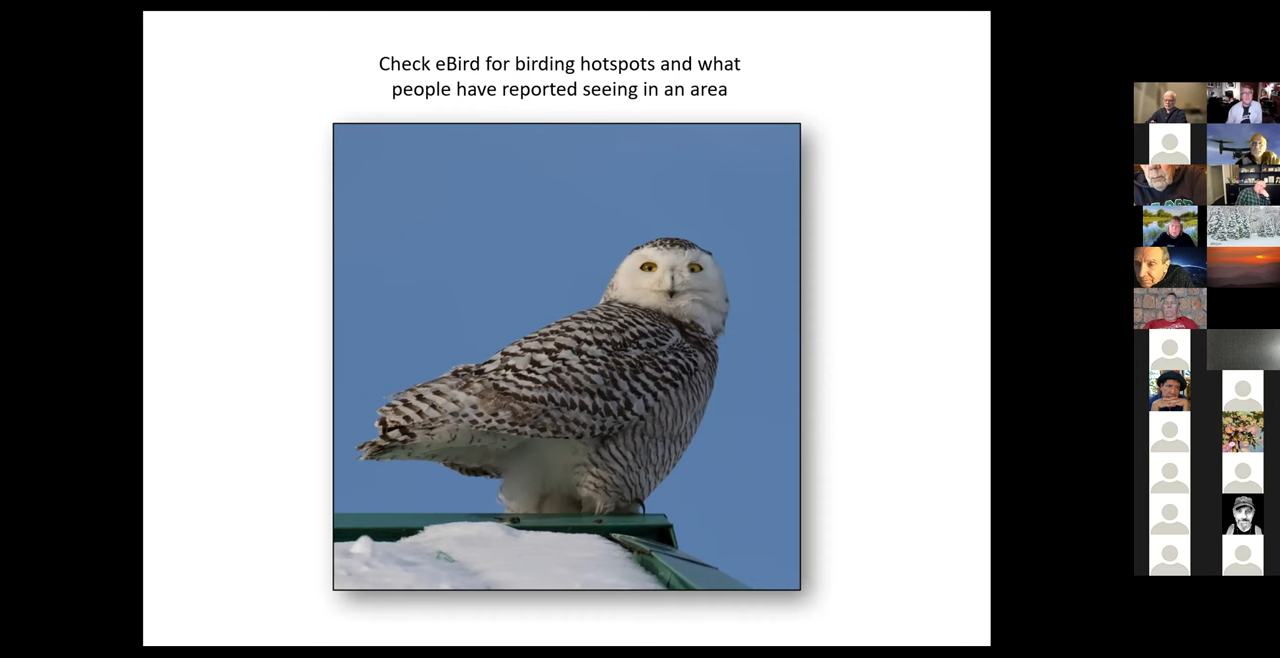 Check eBird for birding hotspots and what
people have reported seeing in an area